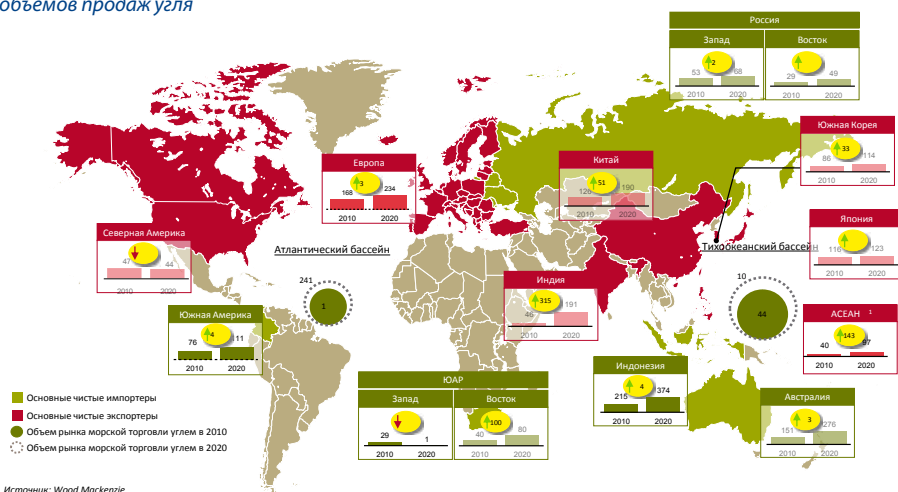 объемов продаж угля
Россия
Запад
Восток
2
53
68
29
49
2010
2020
2010
2020
Южная Корея
33
86
114
2010
2020
Европа
3
168
234
2010
2020
Китай
51
126
190
2010
2020
Япония
116
123
2010
2020
Северная Америка
47
44
2010
2020
Атлантический бассейн
Тихоокеанский бассейн
241
1
10
44
Индия
315
46
191
2010
2020
Южная Америка
4
76
111
2010
2020
АСЕАН 1
143
40
97
2010
2020
Индонезия
4
215
374
2010
2020
ЮАР
Запад
Восток
29
1
100
40
80
2010
2020
2010
2020
Австралия
3
151
276
2010
2020
Основные чистые импортеры
Основные чистые экспортеры
Объем рынка морской торговли углем в 2010
Объем рынка морской торговли углем в 2020
Источник: Wood Mackenzie